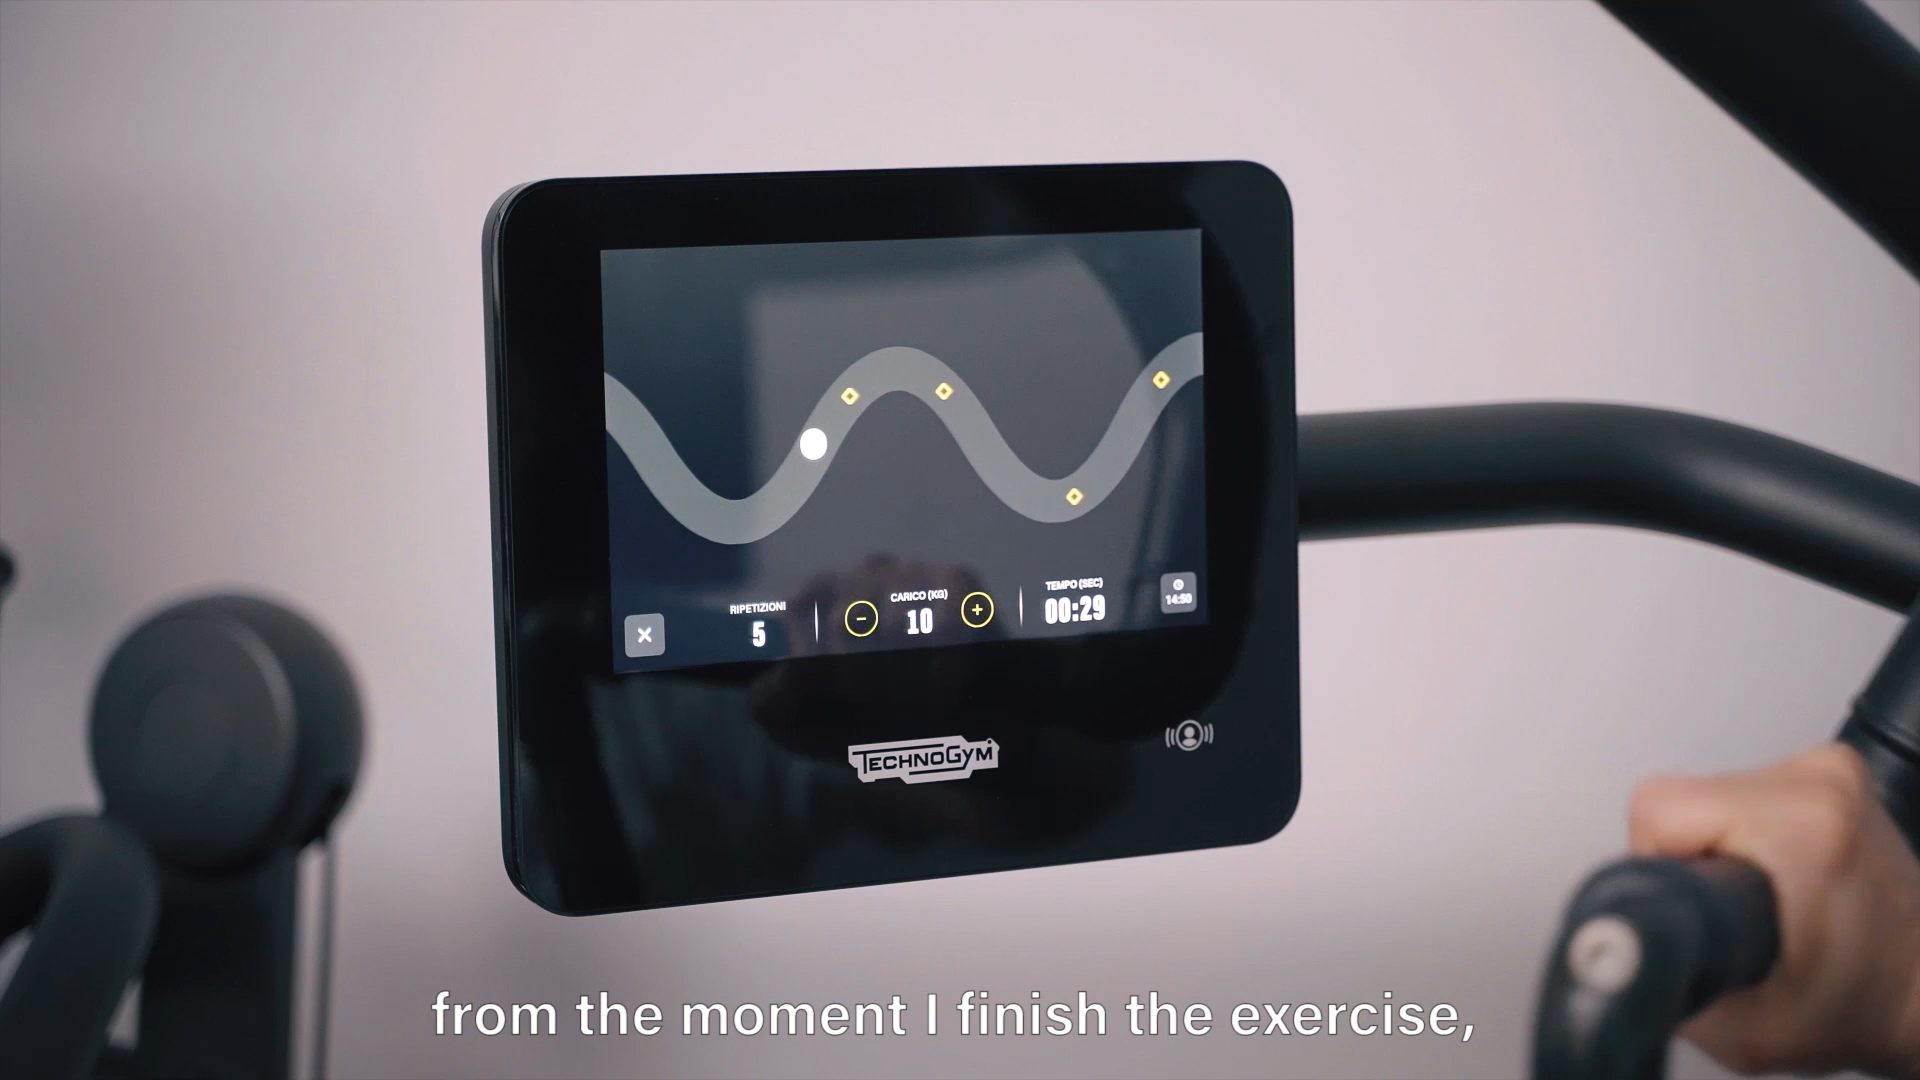 RIPETIZIONI
5
CARICO (KG)
- 10 +
TEMPO (SEC)
00:29
14:50
TECHNOGYM
from the moment I finish the exercise,